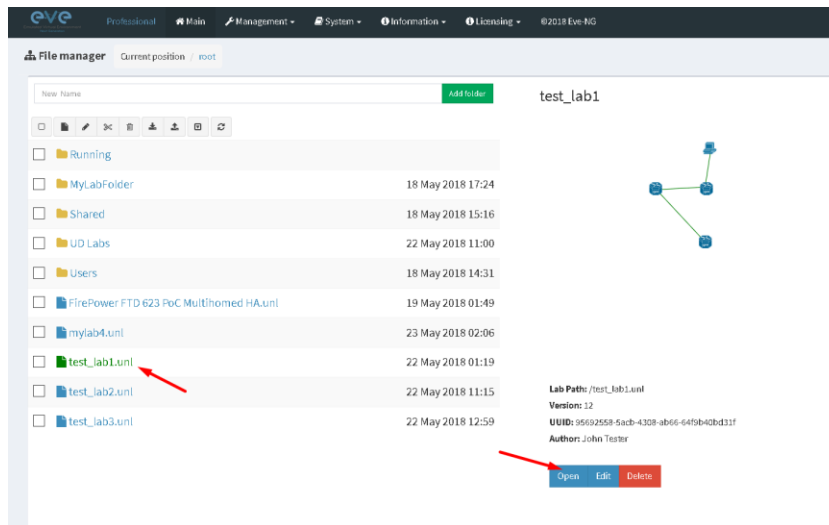 eve
Professional Main Management System Information Licensing ©2018 Eve-NG
File manager Current position / root
New Name Add folder
Running
MyLabFolder 18 May 2018 17:24
Shared 18 May 2018 15:16
UD Labs 22 May 2018 11:00
Users 18 May 2018 14:31
FirePower FTD 623 PoC Multihomed HA.unl 19 May 2018 01:49
mylab4.unl 23 May 2018 02:06
test_lab1.unl 22 May 2018 01:19
test_lab2.unl 22 May 2018 11:15
test_lab3.unl 22 May 2018 12:59
test_lab1
Lab Path: /test_lab1.unl
Version: 12
UUID: 95692558-5acb-4308-ab66-64f9b40bd31f
Author: John Tester
Open Edit Delete